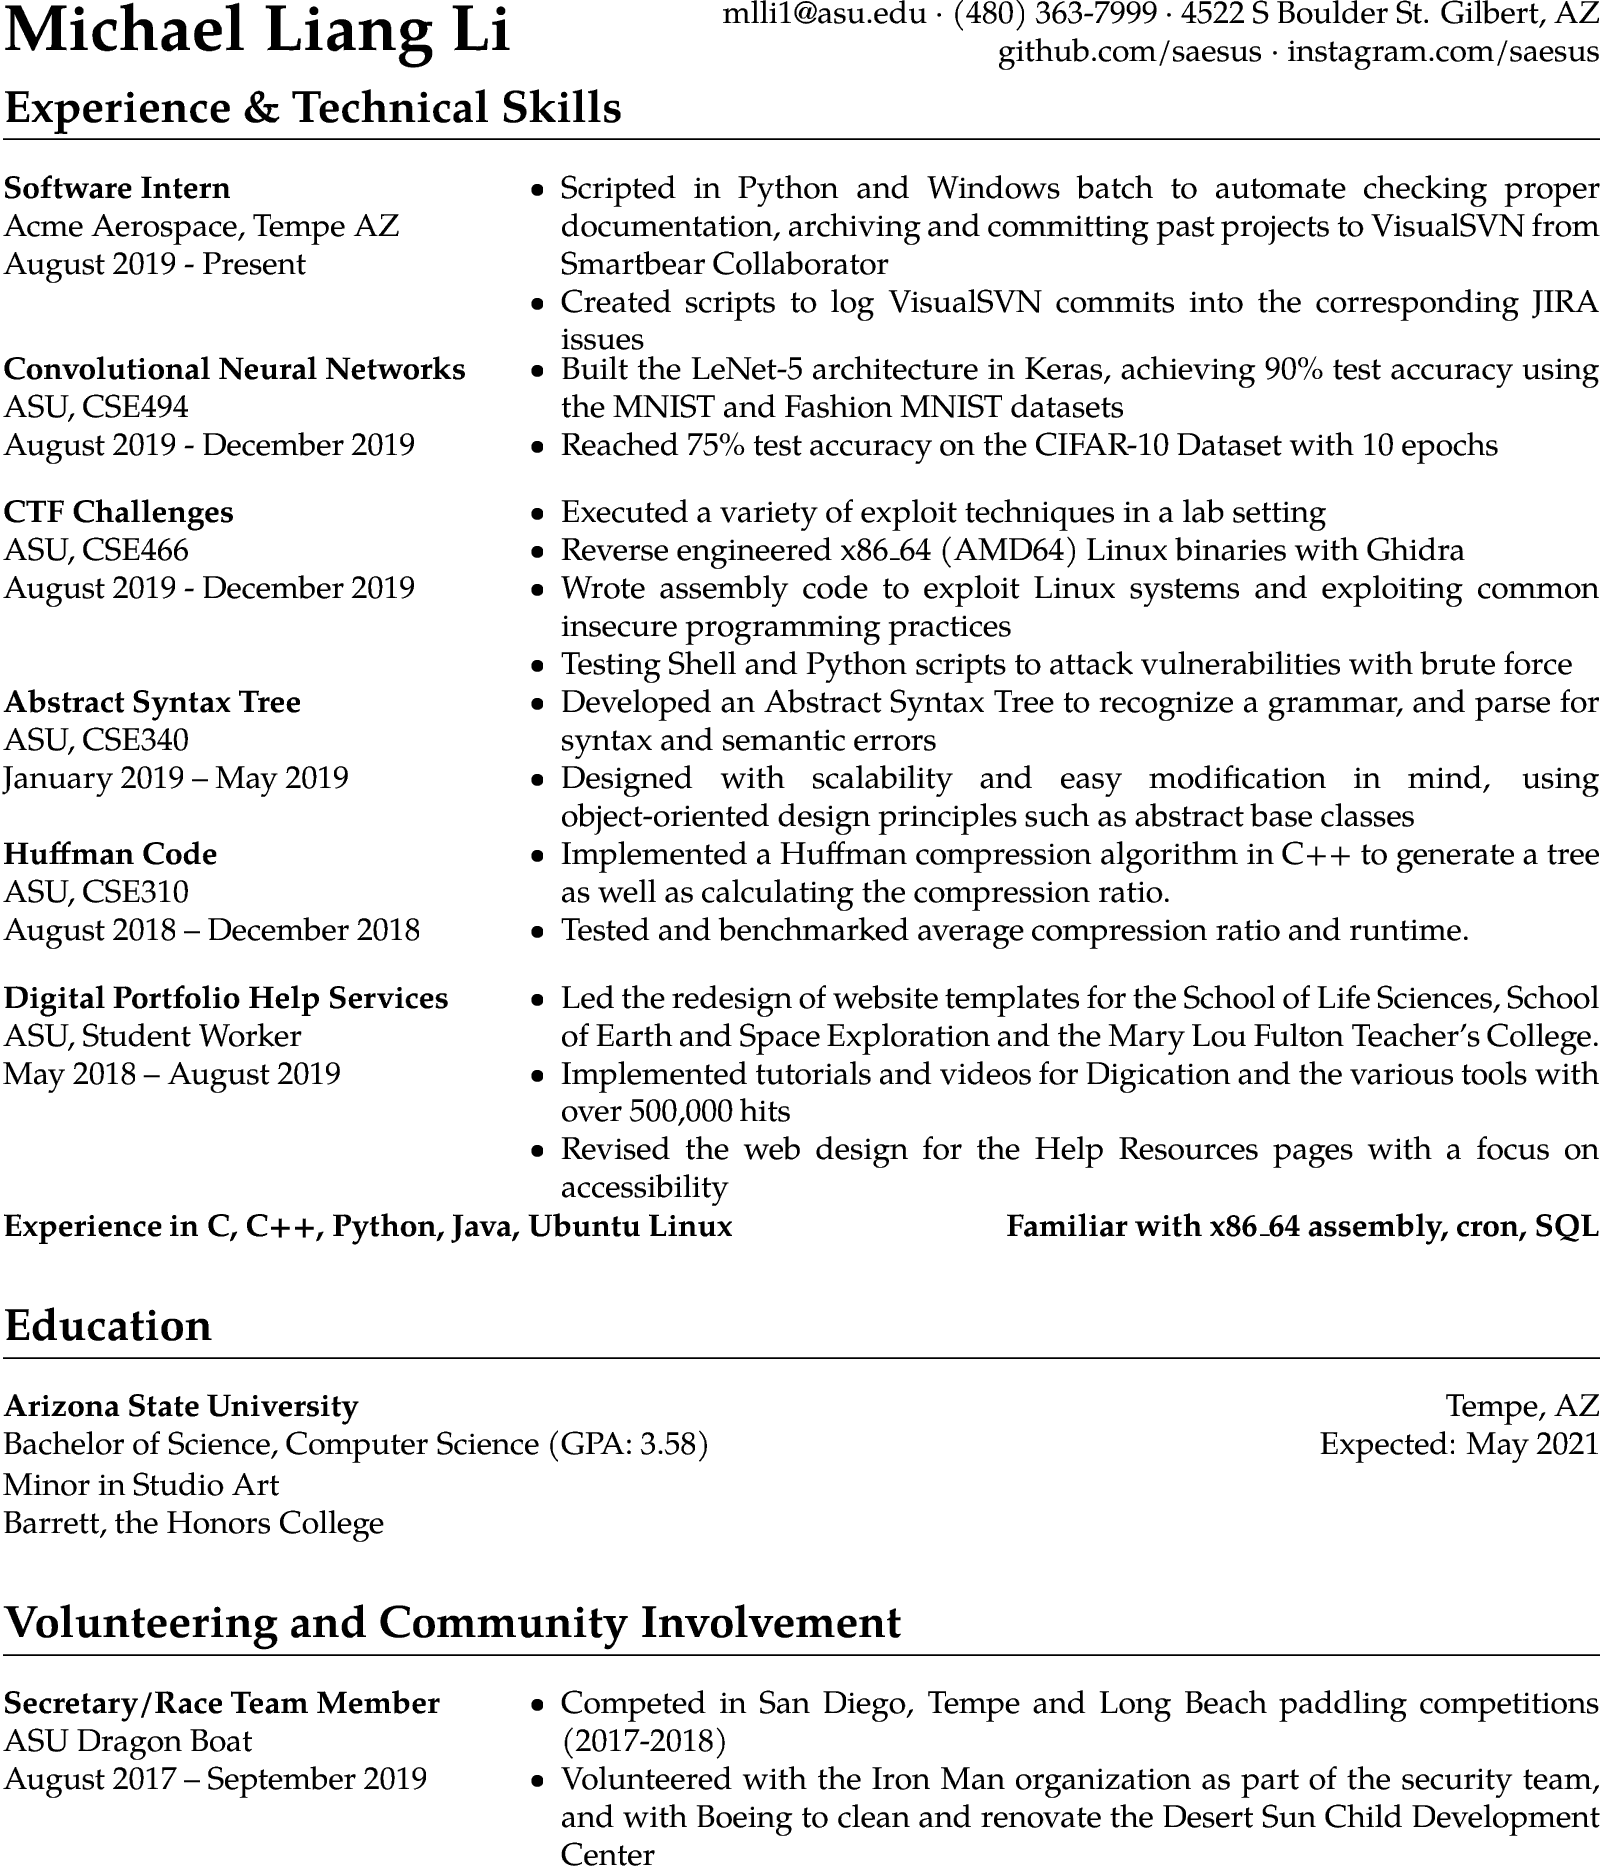 Michael Liang Li
mlli1@asu.edu · (480) 363-7999 · 4522 S Boulder St. Gilbert, AZ
github.com/saesus · instagram.com/saesus
Experience & Technical Skills
Software Intern
Acme Aerospace, Tempe AZ
August 2019 - Present
• Scripted in Python and Windows batch to automate checking proper
documentation, archiving and committing past projects to VisualSVN from
Smartbear Collaborator
• Created scripts to log VisualSVN commits into the corresponding JIRA
issues
Convolutional Neural Networks
ASU, CSE494
August 2019 - December 2019
• Built the LeNet-5 architecture in Keras, achieving 90% test accuracy using
the MNIST and Fashion MNIST datasets
• Reached 75% test accuracy on the CIFAR-10 Dataset with 10 epochs
CTF Challenges
ASU, CSE466
August 2019 - December 2019
• Executed a variety of exploit techniques in a lab setting
• Reverse engineered x86_64 (AMD64) Linux binaries with Ghidra
• Wrote assembly code to exploit Linux systems and exploiting common
insecure programming practices
• Testing Shell and Python scripts to attack vulnerabilities with brute force
Abstract Syntax Tree
ASU, CSE340
January 2019 – May 2019
• Developed an Abstract Syntax Tree to recognize a grammar, and parse for
syntax and semantic errors
• Designed with scalability and easy modification in mind, using
object-oriented design principles such as abstract base classes
Huffman Code
ASU, CSE310
August 2018 – December 2018
• Implemented a Huffman compression algorithm in C++ to generate a tree
as well as calculating the compression ratio.
• Tested and benchmarked average compression ratio and runtime.
Digital Portfolio Help Services
ASU, Student Worker
May 2018 – August 2019
• Led the redesign of website templates for the School of Life Sciences, School
of Earth and Space Exploration and the Mary Lou Fulton Teacher's College.
• Implemented tutorials and videos for Digication and the various tools with
over 500,000 hits
• Revised the web design for the Help Resources pages with a focus on
accessibility
Experience in C, C++, Python, Java, Ubuntu Linux
Familiar with x86_64 assembly, cron, SQL
Education
Arizona State University
Tempe, AZ
Bachelor of Science, Computer Science (GPA: 3.58)
Expected: May 2021
Minor in Studio Art
Barrett, the Honors College
Volunteering and Community Involvement
Secretary/Race Team Member
ASU Dragon Boat
August 2017 – September 2019
• Competed in San Diego, Tempe and Long Beach paddling competitions
(2017-2018)
• Volunteered with the Iron Man organization as part of the security team,
and with Boeing to clean and renovate the Desert Sun Child Development
Center